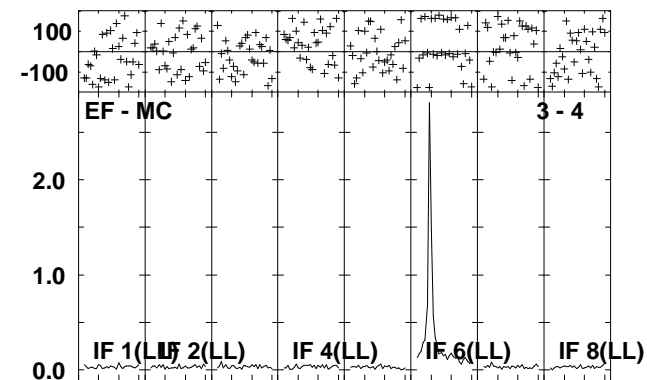 100
-100
EF - MC 3 - 4
2.0
1.0
IF 1(LL) IF 2(LL) IF 4(LL) IF 6(LL) IF 8(LL)
0.0